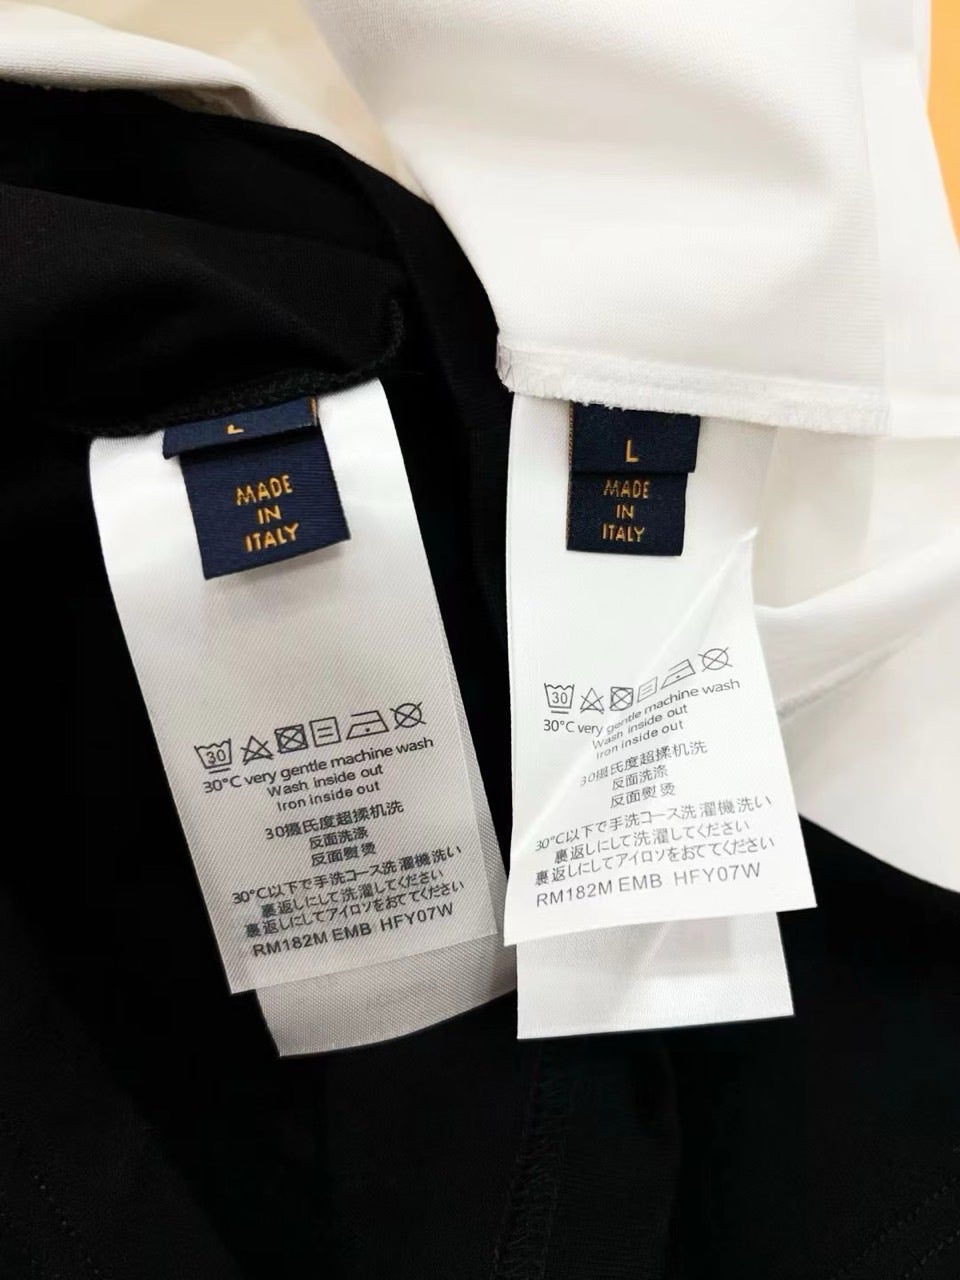 L
MADE
IN
ITALY
30
30°C very gentle machine wash
Wash inside out
Iron inside out
30摄氏度超揉机洗
反面洗涤
反面熨烫
30°C以下で手洗コース洗濯機洗い
裏返しにして洗濯してください
裏返しにしてアイロソをおててください
RM182M EMB HFY07W
L
MADE
IN
ITALY
30
30°C very gentle machine wash
Wash inside out
Iron inside out
30摄氏度超揉机洗
反面洗涤
反面熨烫
30°C以下で手洗コース洗濯機洗い
裏返しにして洗濯してください
裏返しにしてアイロソをおててください
RM182M EMB HFY07W